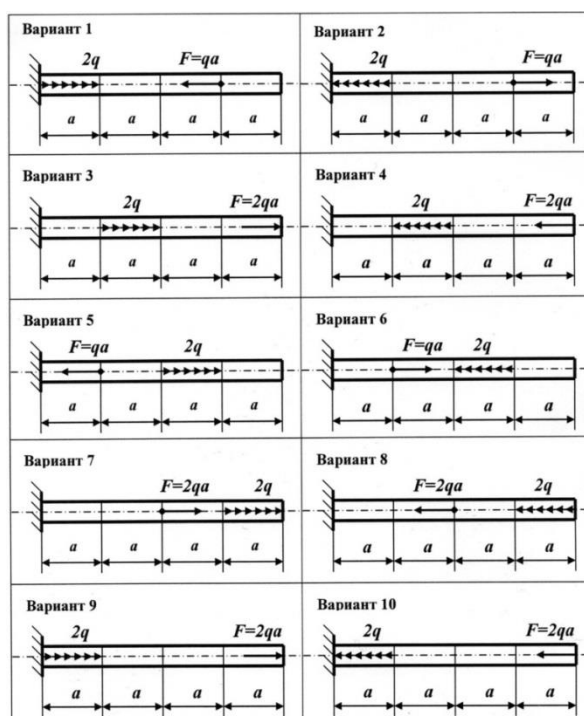 Вариант 1
2q F=qa
a a a a
Вариант 2
2q F=qa
a a a a
Вариант 3
2q F=2qa
a a a a
Вариант 4
2q F=2qa
a a a a
Вариант 5
F=qa 2q
a a a a
Вариант 6
F=qa 2q
a a a a
Вариант 7
F=2qa 2q
a a a a
Вариант 8
F=2qa 2q
a a a a
Вариант 9
2q F=2qa
a a a a
Вариант 10
2q F=2qa
a a a a